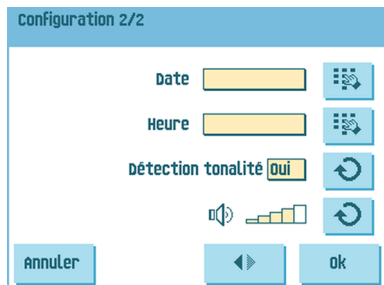 Configuration 2/2
Date
Heure
Détection tonalité Oui
Annuler Ok